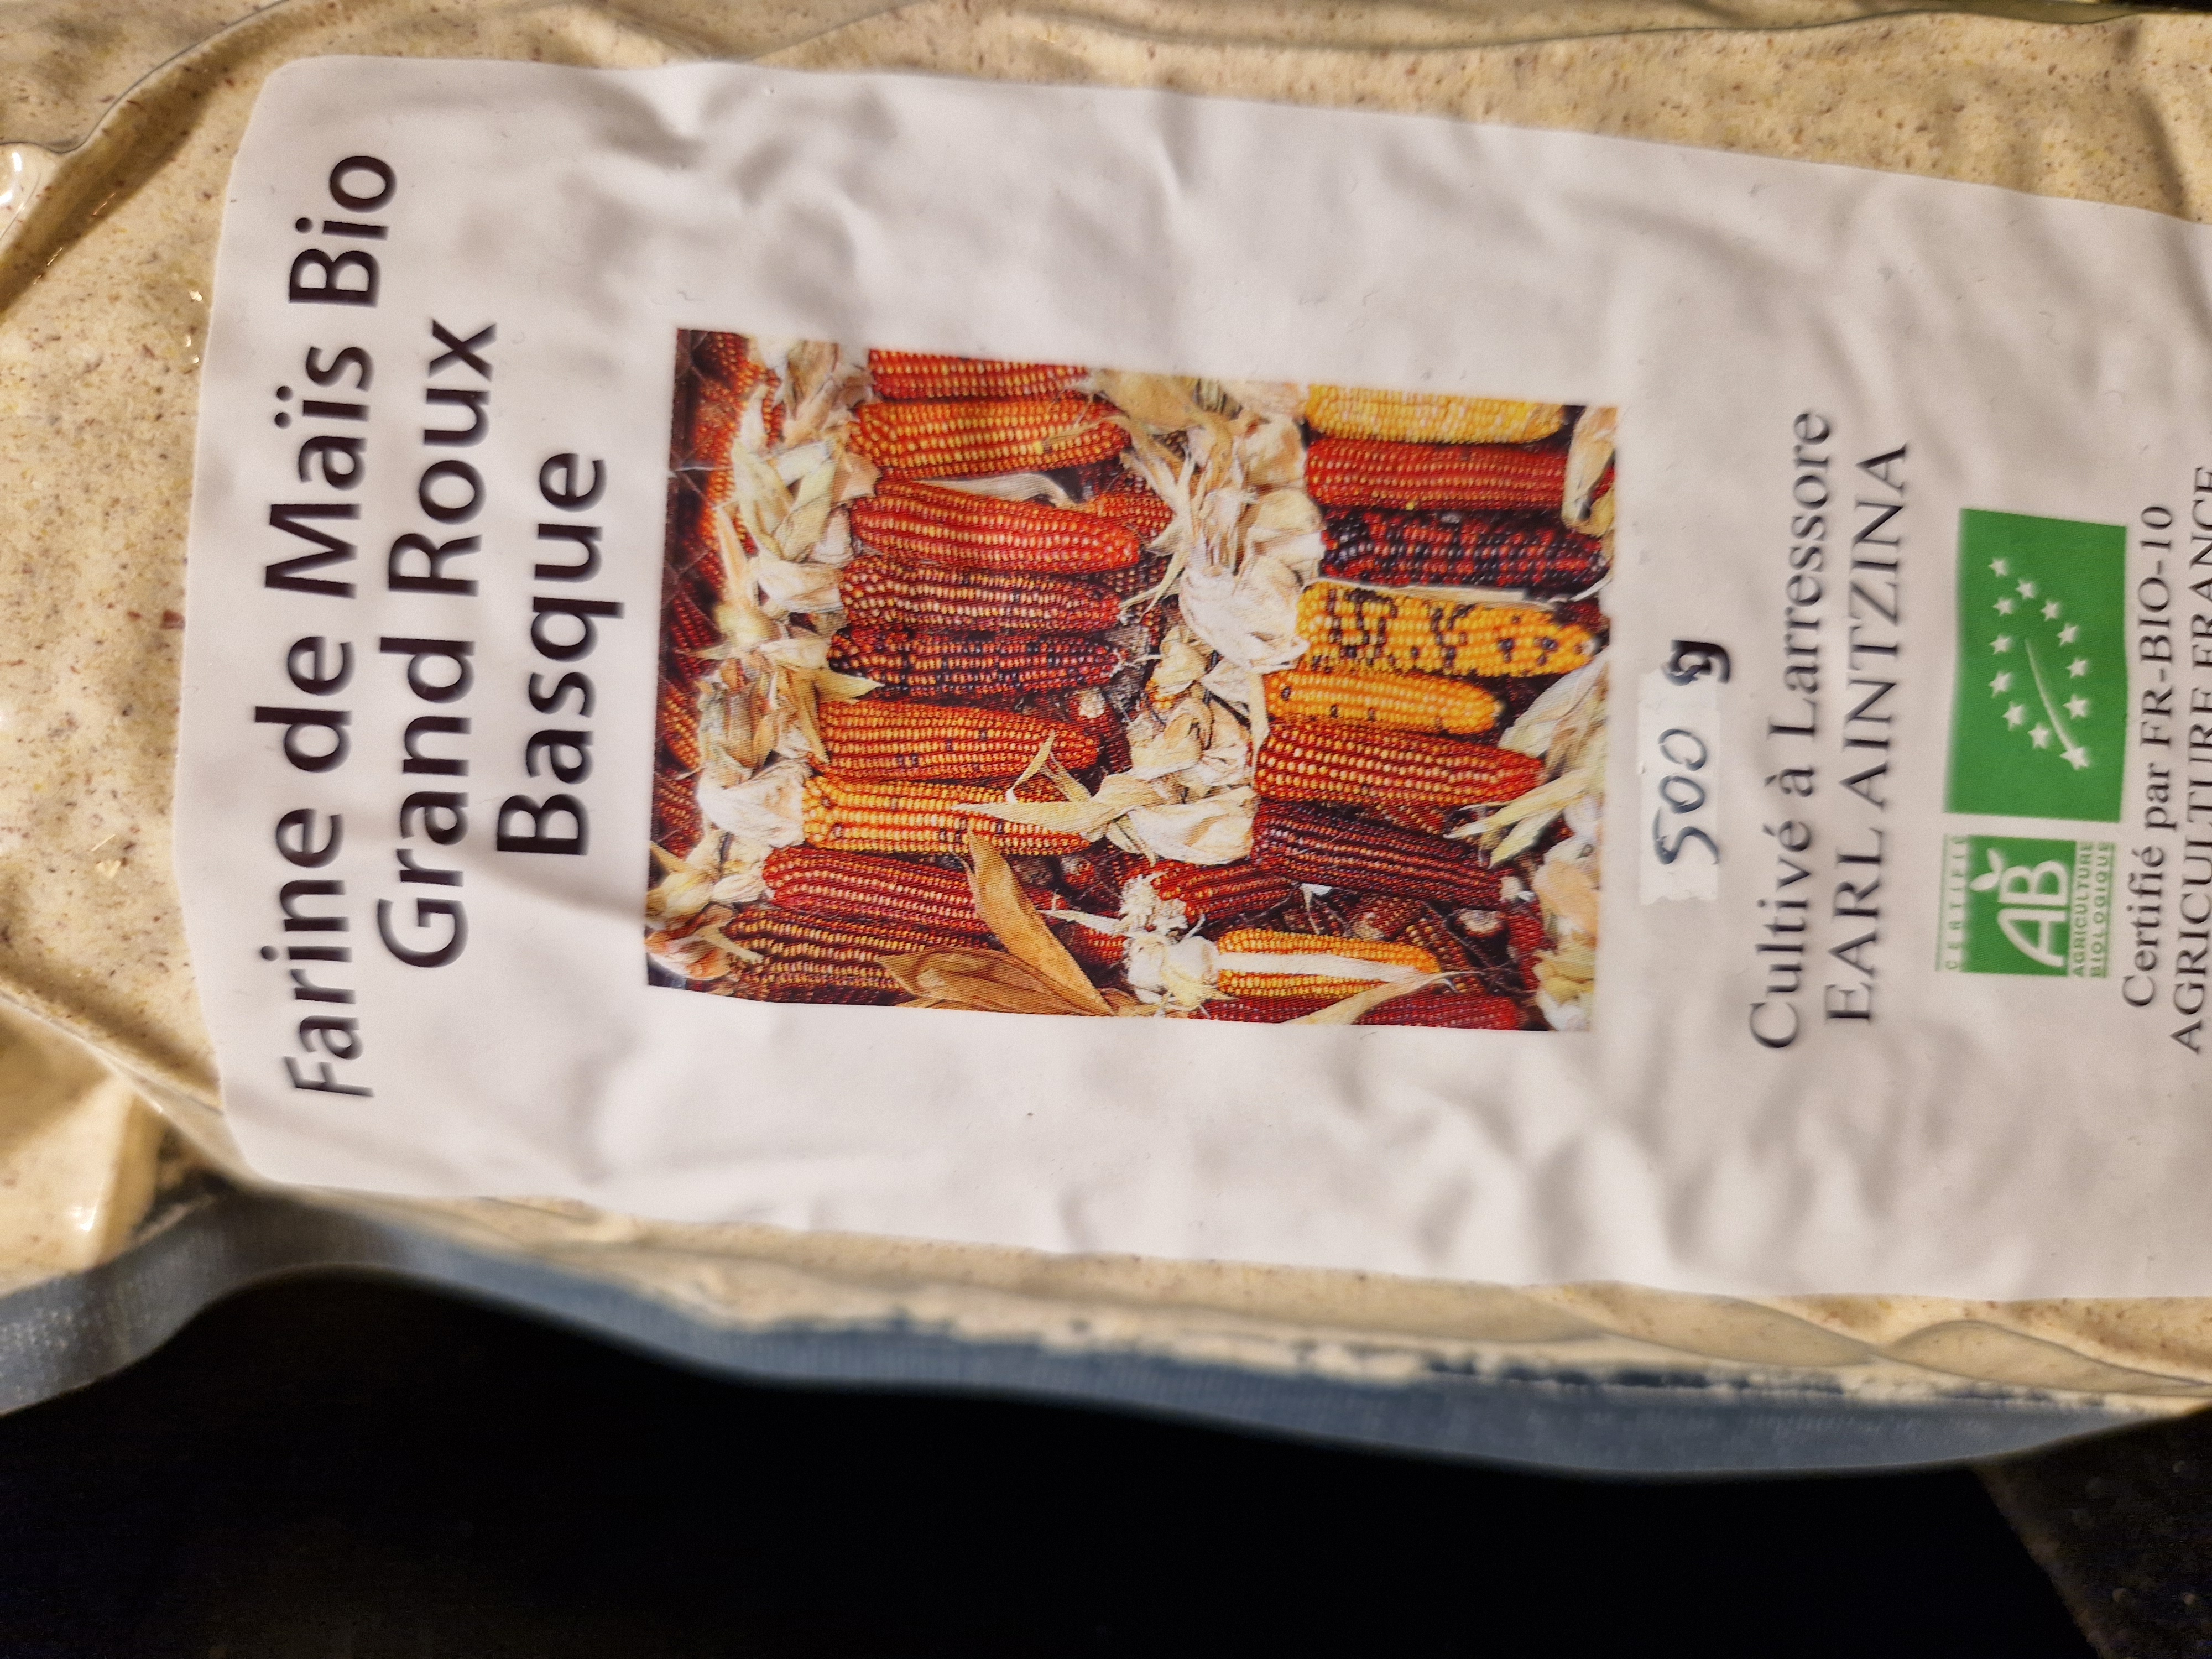 Farine de Maïs Bio
Grand Roux
Basque
500 g
Cultivé à Larressore
EARL AINTZINA
CERTIFIÉ
AB
AGRICULTURE
BIOLOGIQUE
Certifié par FR-BIO-10
AGRICULTURE FRANCE